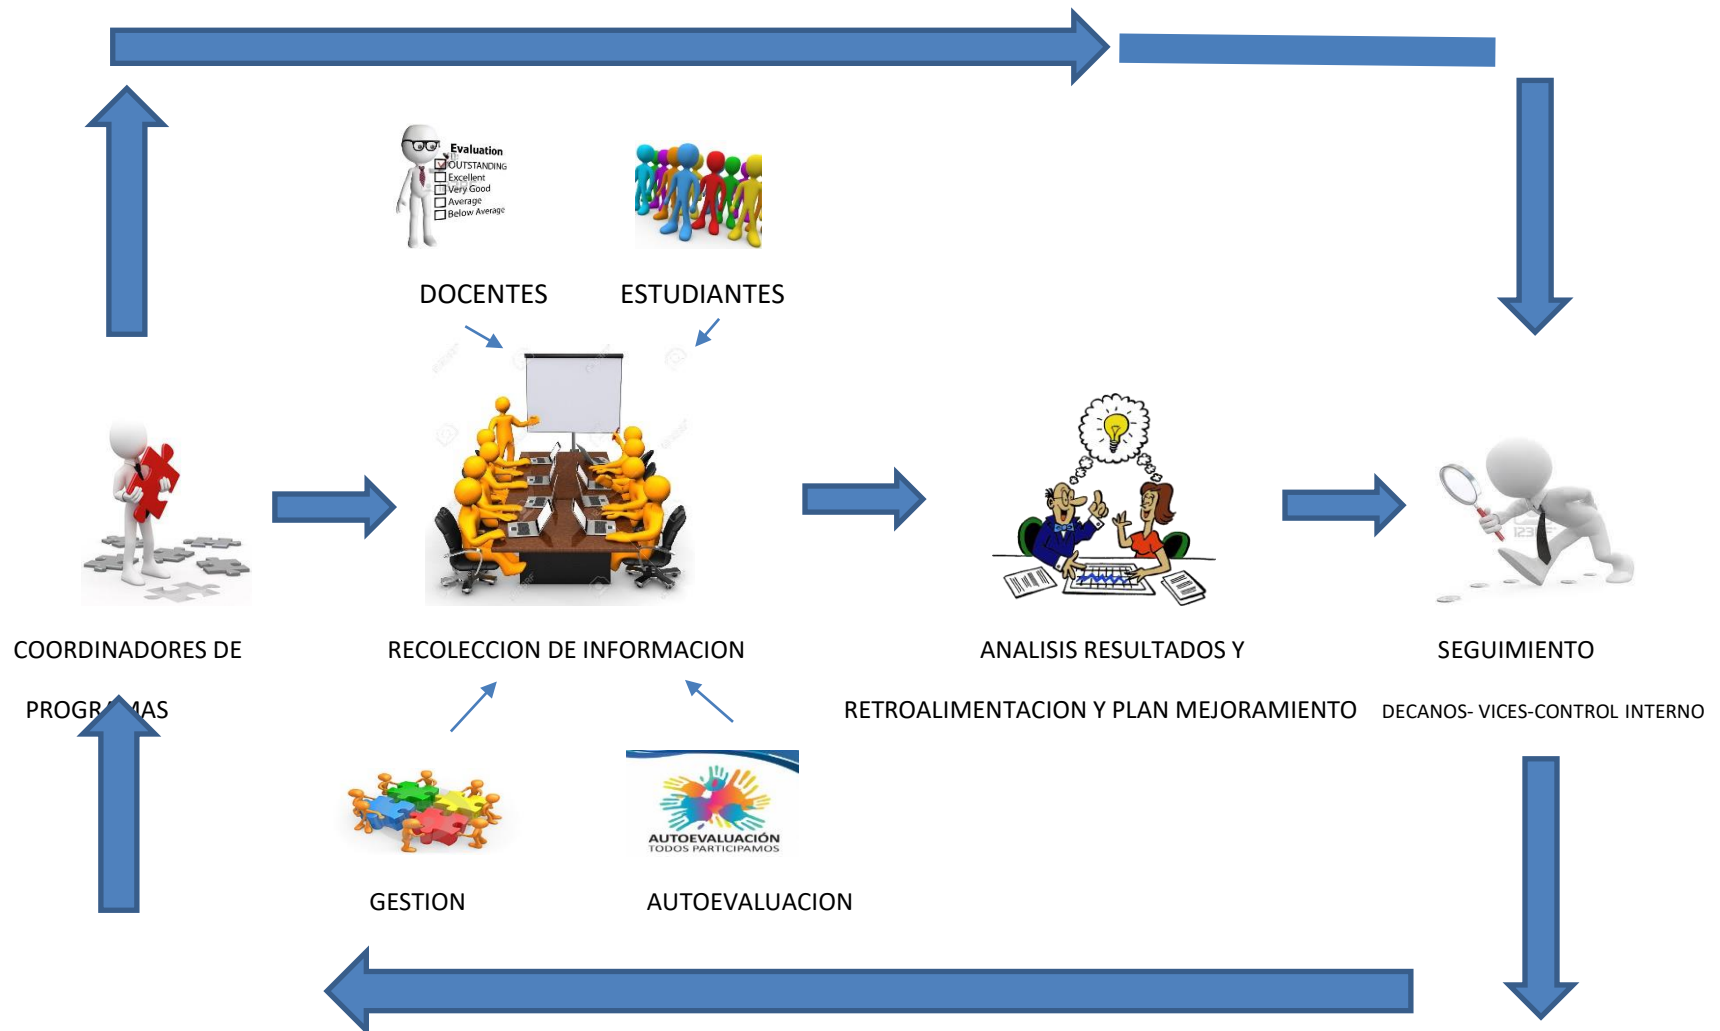 Evaluation
OUTSTANDING
Excellent
Very Good
Average
Below Average
DOCENTES
ESTUDIANTES
COORDINADORES DE
PROGRAMAS
RECOLECCION DE INFORMACION
ANALISIS RESULTADOS Y
RETROALIMENTACION Y PLAN MEJORAMIENTO
SEGUIMIENTO
DECANOS- VICES-CONTROL INTERNO
AUTOEVALUACIÓN
TODOS PARTICIPAMOS
GESTION
AUTOEVALUACION